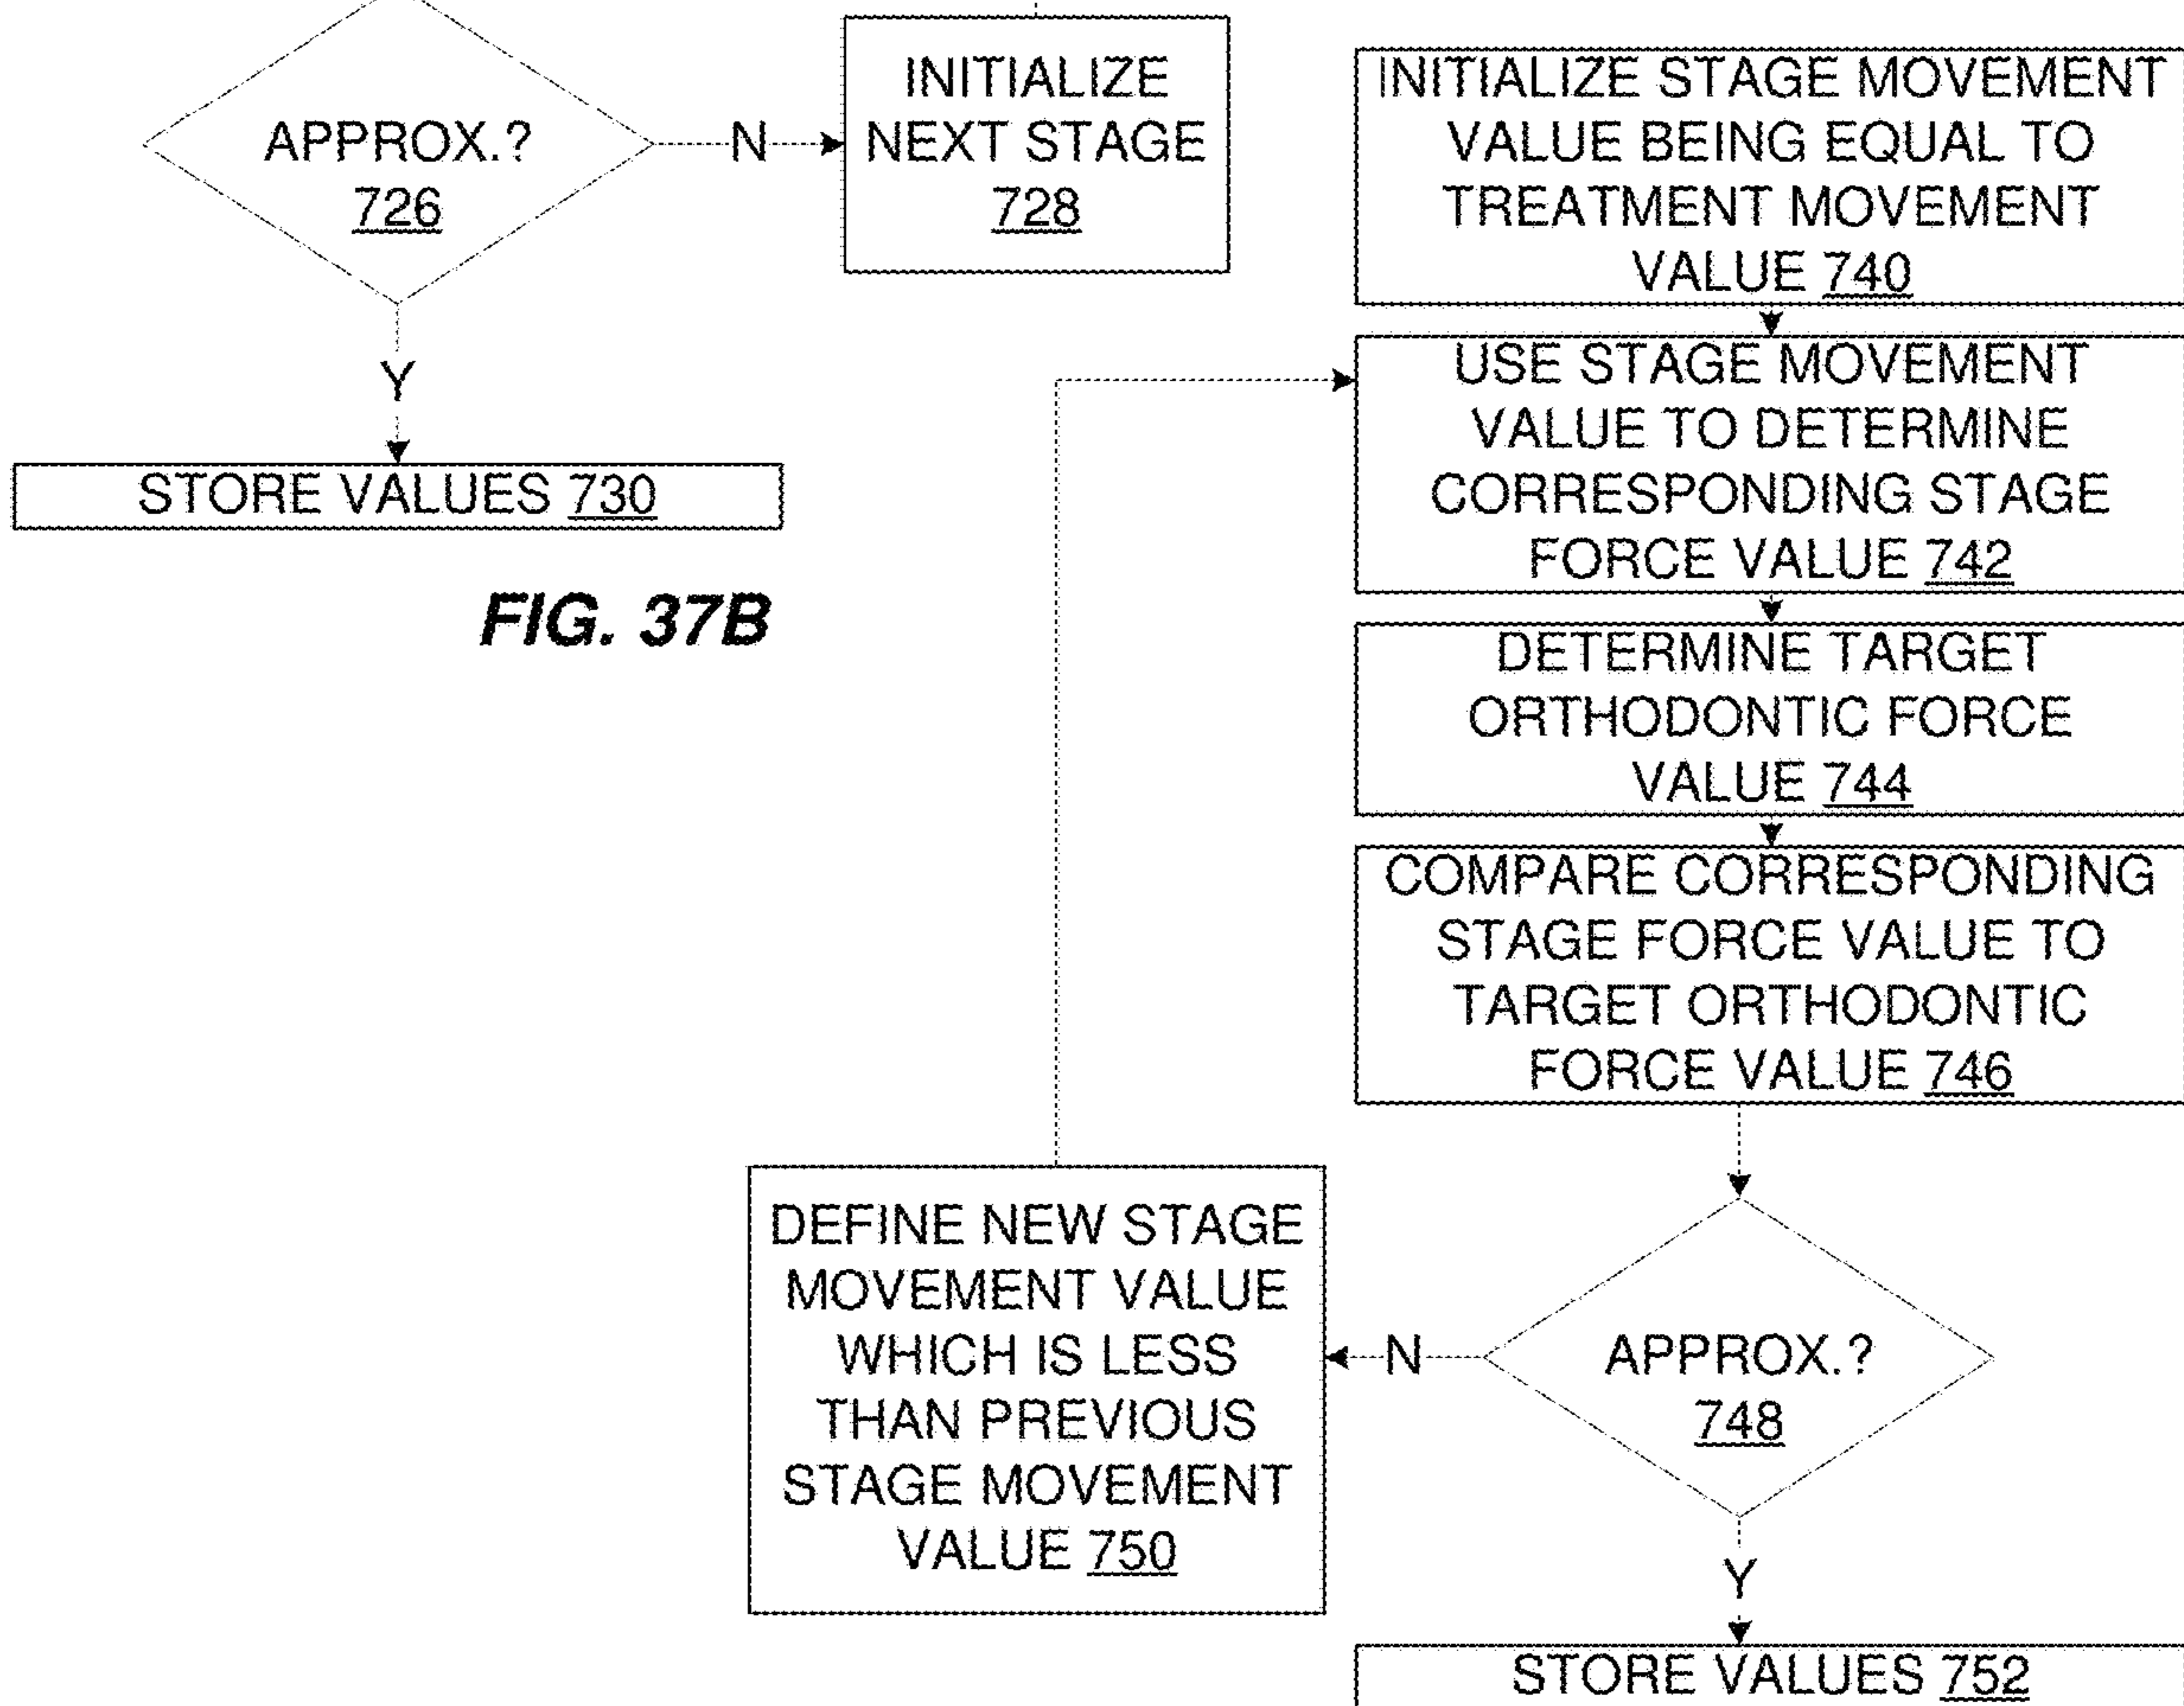 APPROX.?
726
N
INITIALIZE
NEXT STAGE
728
Y
STORE VALUES 730
FIG. 37B
INITIALIZE STAGE MOVEMENT
VALUE BEING EQUAL TO
TREATMENT MOVEMENT
VALUE 740
USE STAGE MOVEMENT
VALUE TO DETERMINE
CORRESPONDING STAGE
FORCE VALUE 742
DETERMINE TARGET
ORTHODONTIC FORCE
VALUE 744
COMPARE CORRESPONDING
STAGE FORCE VALUE TO
TARGET ORTHODONTIC
FORCE VALUE 746
APPROX.?
748
N
DEFINE NEW STAGE
MOVEMENT VALUE
WHICH IS LESS
THAN PREVIOUS
STAGE MOVEMENT
VALUE 750
Y
STORE VALUES 752